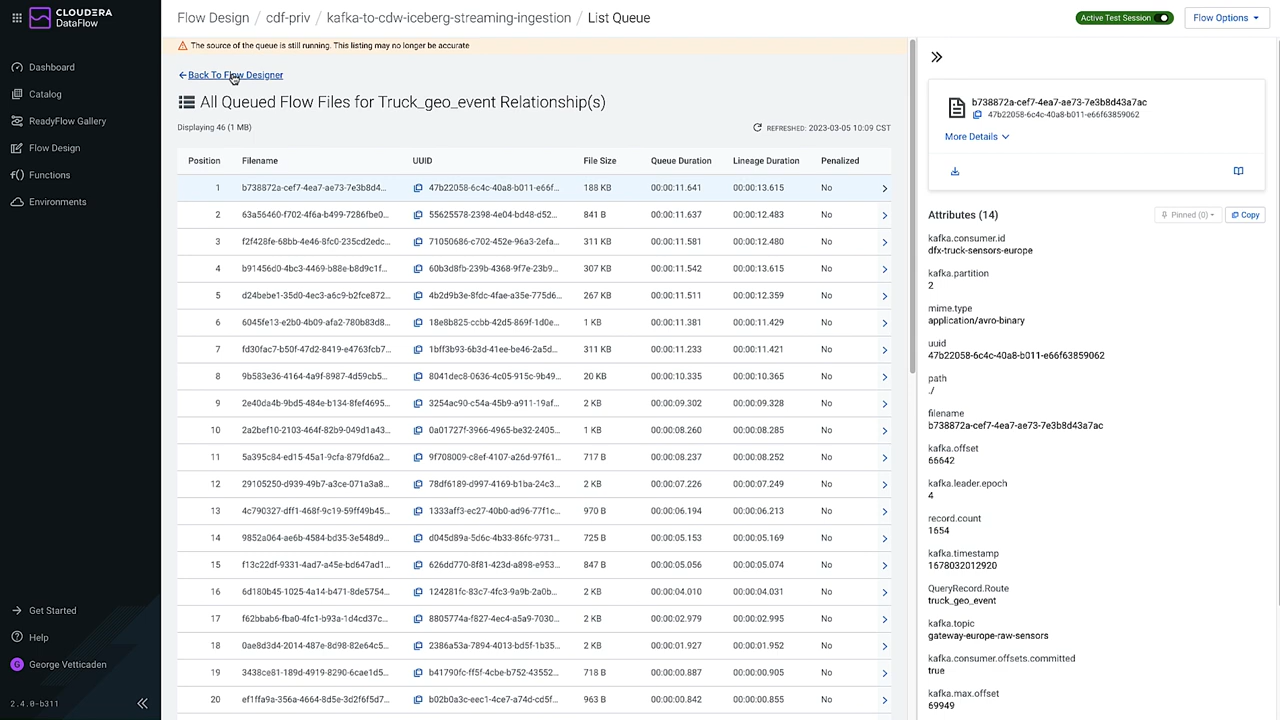 CLOUDERA
DataFlow
Dashboard
Catalog
ReadyFlow Gallery
Flow Design
Functions
Environments
Get Started
Help
G George Vetticaden
2.4.0-b311
Flow Design / cdf-priv / kafka-to-cdw-iceberg-streaming-ingestion / List Queue
Active Test Session
Flow Options
The source of the queue is still running. This listing may no longer be accurate
Back To Flow Designer
All Queued Flow Files for Truck_geo_event Relationship(s)
Displaying 46 (1 MB)
REFRESHED: 2023-03-05 10:09 CST
Position Filename UUID File Size Queue Duration Lineage Duration Penalized
1 b738872a-cef7-4ea7-ae73-7e3b8d4... 47b22058-6c4c-40a8-b011-e66f... 188 KB 00:00:11.641 00:00:13.615 No
2 63a56460-f702-4f6a-b499-7286fbe0... 55625578-2398-4e04-bd48-d52... 841 B 00:00:11.637 00:00:12.483 No
3 f2f428fe-68bb-4e46-8fc0-235cd2edc... 71050686-c702-452e-96a3-2efa... 311 KB 00:00:11.581 00:00:12.480 No
4 b91456d0-4bc3-4469-b88e-b8d9c1f... 60b3d8fb-239b-4368-9f7e-23b9... 307 KB 00:00:11.542 00:00:13.615 No
5 d24bebe1-35d0-4ec3-a6c9-b2fce872... 4b2d9b3e-8fdc-4fae-a35e-775d6... 267 KB 00:00:11.511 00:00:12.359 No
6 6045fe13-e2b0-4b09-afa2-780b83d8... 18e8b825-ccbb-42d5-869f-1d0e... 1 KB 00:00:11.381 00:00:11.429 No
7 fd30fac7-b50f-47d2-8419-e4763fcb7... 1bff3b93-6b3d-41ee-be46-2a5d... 311 KB 00:00:11.233 00:00:11.421 No
8 9b583e36-4164-4a9f-8987-4d59cb5... 8041dec8-0636-4c05-915c-9b49... 20 KB 00:00:10.335 00:00:10.365 No
9 2e40da4b-9bd5-484e-b134-8fef4695... 3254ac90-c54a-45b9-a911-19af... 2 KB 00:00:09.302 00:00:09.328 No
10 2a2bef10-2103-464f-82b9-049d1a43... 0a01727f-3966-4965-be32-2405... 1 KB 00:00:08.260 00:00:08.285 No
11 5a359f54-ed15-45a1-9cfa-879fd6a2... 9f708009-c8ef-4107-a26d-97f61... 717 B 00:00:08.237 00:00:08.252 No
12 29105250-d939-49b7-a3ce-071a3a8... 78df6189-d997-4169-b1ba-24c3... 2 KB 00:00:07.226 00:00:07.249 No
13 4c790327-dff1-468f-9c19-59ff49b45... 1333aff3-ec27-40b0-ad96-77f1c... 970 B 00:00:06.194 00:00:06.213 No
14 9852a064-ae6b-4584-bd35-3e548d9... d045d89a-5d6c-4b35-86fc-9731... 725 B 00:00:05.153 00:00:05.169 No
15 f13c22df-9331-4ad7-a45e-bd647ad1... 626dd770-8f81-423d-a898-e953... 847 B 00:00:05.056 00:00:05.074 No
16 6d180b45-1025-4a14-b471-8de5754... 124281fc-83c7-4fc3-9a9b-2a0b... 2 KB 00:00:04.010 00:00:04.031 No
17 f62bbab6-fba0-4fc1-b93a-1d4cd37c... 8805774a-f827-4ec4-a5a9-7030... 2 KB 00:00:02.979 00:00:02.995 No
18 0ae8d3d4-2014-487e-8d98-82e64c5... 2386a53a-7894-4013-bd5f-1b35... 2 KB 00:00:01.927 00:00:01.952 No
19 3438ce81-189d-4919-8290-6cae1d5... b41790fc-ff5f-4cbe-b752-43552... 718 B 00:00:00.887 00:00:00.905 No
20 ef1ffa9a-356a-4664-8d5e-3d2f6f5d7... b02b0a3c-eec1-4ce7-a74d-cd5f... 963 B 00:00:00.842 00:00:00.855 No
b738872a-cef7-4ea7-ae73-7e3b8d43a7ac
47b22058-6c4c-40a8-b011-e66f63859062
More Details
Attributes (14)
Pinned (0)
Copy
kafka.consumer.id
dfx-truck-sensors-europe
kafka.partition
2
mime.type
application/avro-binary
uuid
47b22058-6c4c-40a8-b011-e66f63859062
path
./
filename
b738872a-cef7-4ea7-ae73-7e3b8d43a7ac
kafka.offset
66642
kafka.leader.epoch
4
record.count
1654
kafka.timestamp
1678032012920
QueryRecord.Route
truck_geo_event
kafka.topic
gateway-europe-raw-sensors
kafka.consumer.offsets.committed
true
kafka.max.offset
69949